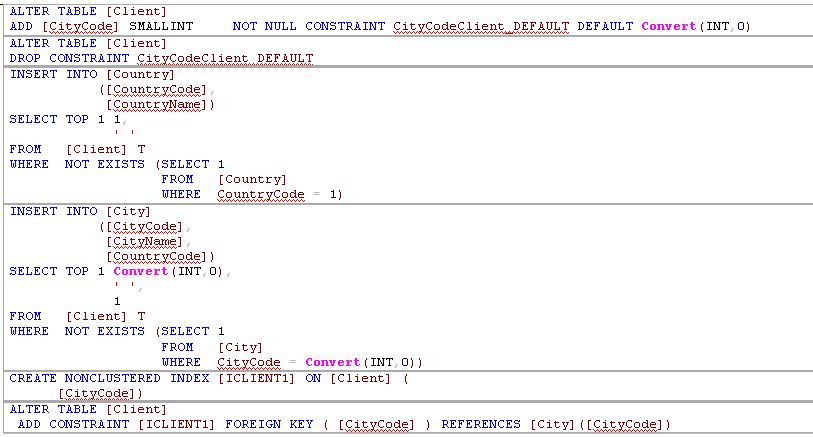 ALTER TABLE [Client]
ADD [CityCode] SMALLINT     NOT NULL CONSTRAINT CityCodeClient_DEFAULT DEFAULT Convert(INT,0)
ALTER TABLE [Client]
DROP CONSTRAINT CityCodeClient_DEFAULT
INSERT INTO [Country]
           ([CountryCode],
            [CountryName])
SELECT TOP 1 1,
             ' '
FROM   [Client] T
WHERE  NOT EXISTS (SELECT 1
                   FROM   [Country]
                   WHERE  CountryCode = 1)
INSERT INTO [City]
           ([CityCode],
            [CityName],
            [CountryCode])
SELECT TOP 1 Convert(INT,0),
             ' ',
             1
FROM   [Client] T
WHERE  NOT EXISTS (SELECT 1
                   FROM   [City]
                   WHERE  CityCode = Convert(INT,0))
CREATE NONCLUSTERED INDEX [ICLIENT1] ON [Client] (
      [CityCode])
ALTER TABLE [Client]
 ADD CONSTRAINT [ICLIENT1] FOREIGN KEY ( [CityCode] ) REFERENCES [City]([CityCode])